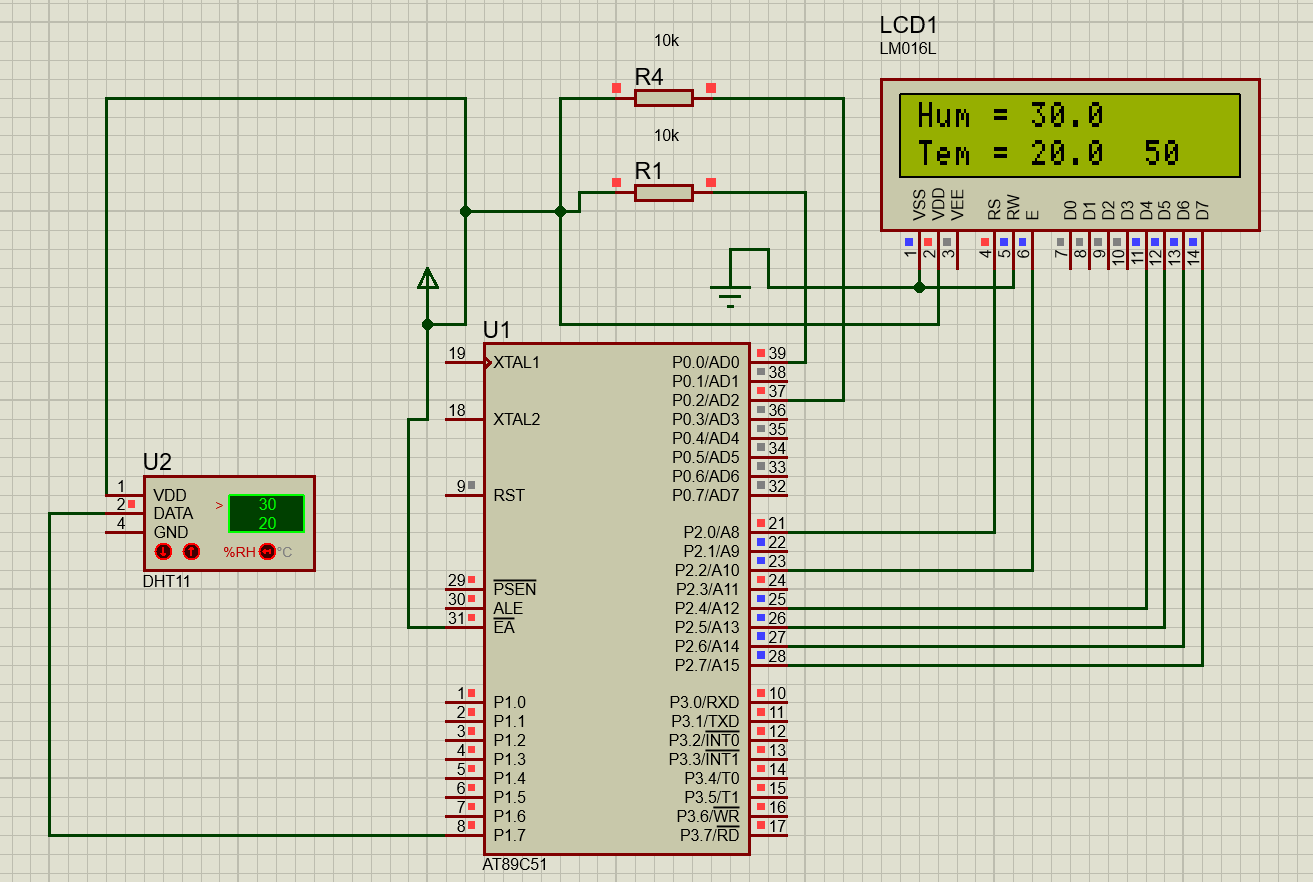 LCD1
LM016L
10k
R4
10k
R1
Hum = 30.0
Tem = 20.0 50
VSS VDD VEE RS RW E D0 D1 D2 D3 D4 D5 D6 D7
1 2 3 4 5 6 7 8 9 10 11 12 13 14
U1
19 XTAL1 P0.0/AD0 39
P0.1/AD1 38
P0.2/AD2 37
18 XTAL2 P0.3/AD3 36
P0.4/AD4 35
P0.5/AD5 34
P0.6/AD6 33
9 RST P0.7/AD7 32
P2.0/A8 21
P2.1/A9 22
P2.2/A10 23
29 PSEN P2.3/A11 24
30 ALE P2.4/A12 25
31 EA P2.5/A13 26
P2.6/A14 27
P2.7/A15 28
1 P1.0 P3.0/RXD 10
2 P1.1 P3.1/TXD 11
3 P1.2 P3.2/INT0 12
4 P1.3 P3.3/INT1 13
5 P1.4 P3.4/T0 14
6 P1.5 P3.5/T1 15
7 P1.6 P3.6/WR 16
8 P1.7 P3.7/RD 17
AT89C51
U2
1 VDD > 30
2 DATA 20
4 GND
%RH °C
DHT11